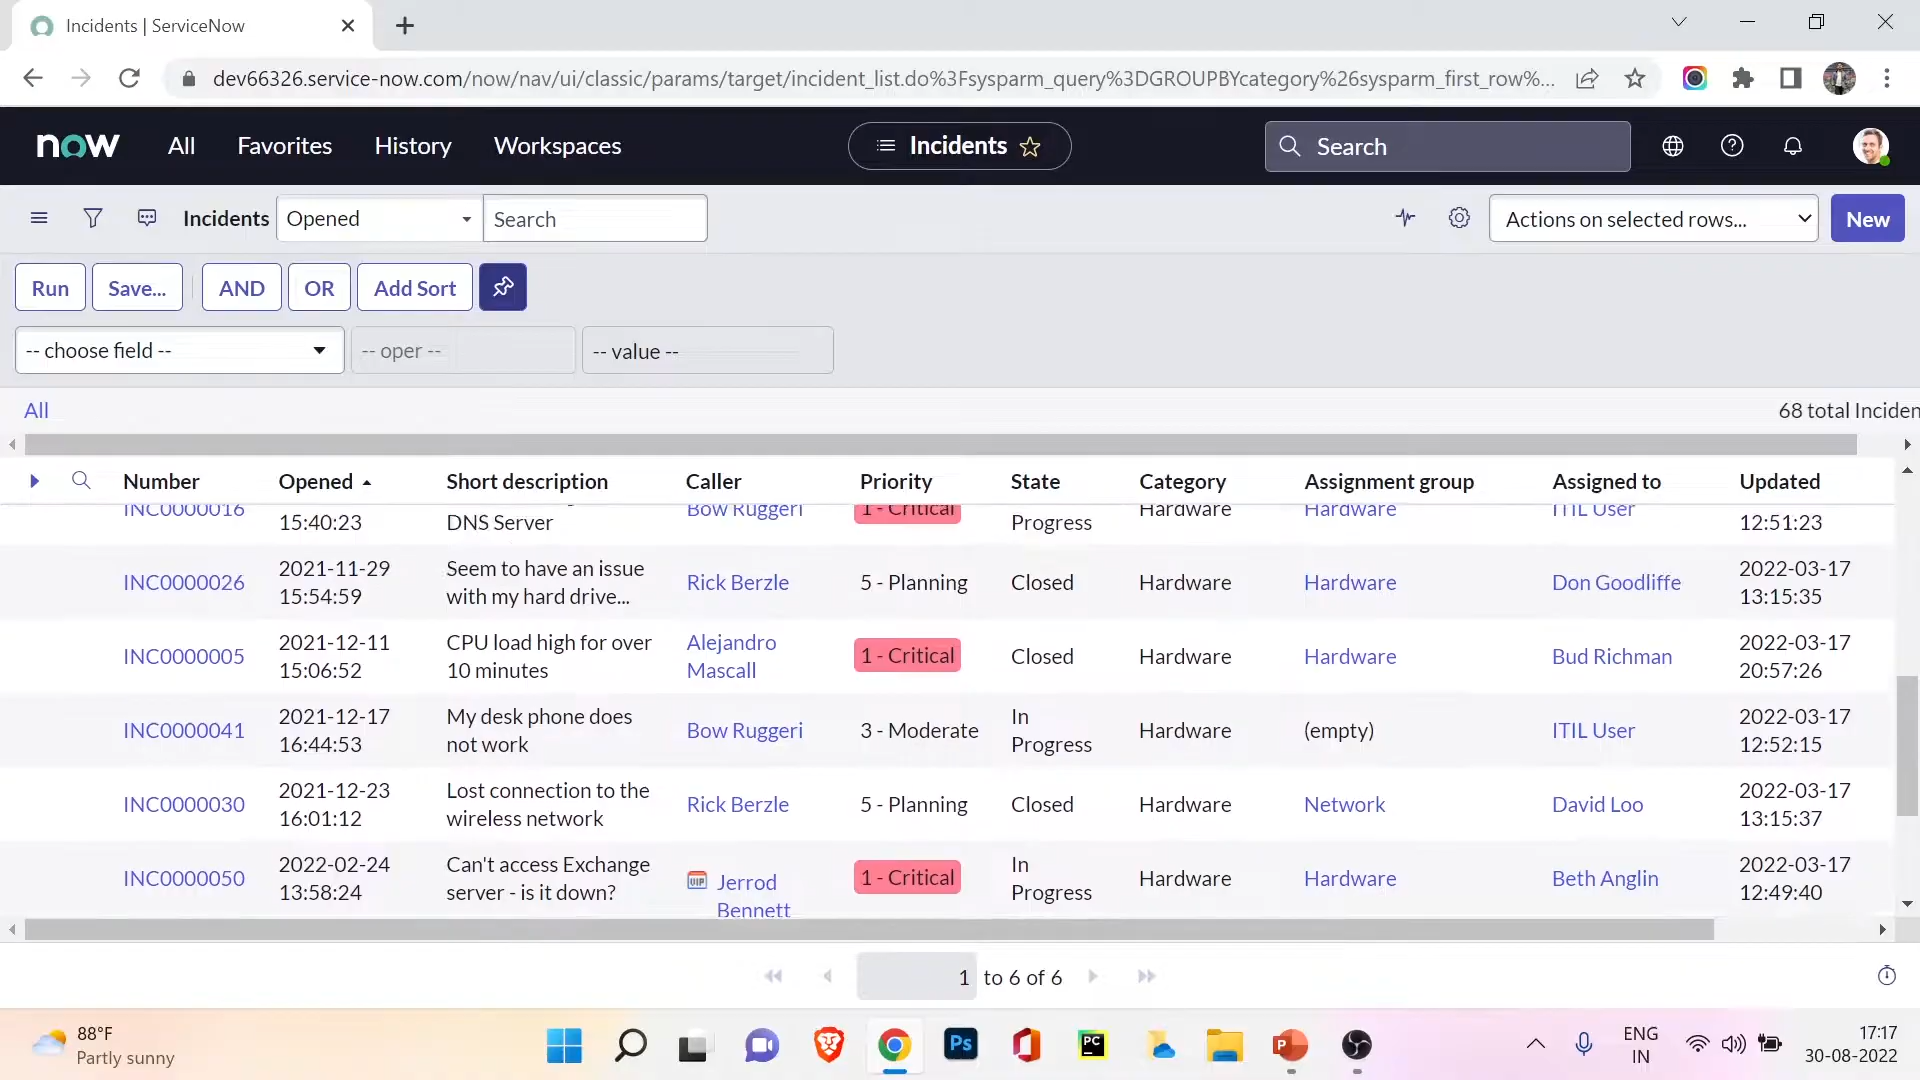 Incidents | ServiceNow
dev66326.service-now.com/now/nav/ui/classic/params/target/incident_list.do%3Fsysparm_query%3DGROUPBYcategory%26sysparm_first_row%...
now All Favorites History Workspaces Incidents Search
Incidents Opened Search Actions on selected rows... New
Run Save... AND OR Add Sort
-- choose field -- -- oper -- -- value --
All 68 total Inciden
Number Opened Short description Caller Priority State Category Assignment group Assigned to Updated
INC0000016 Bow Ruggeri 1 - Critical Hardware Hardware ITIL User
15:40:23 DNS Server Progress 12:51:23
2021-11-29 Seem to have an issue 2022-03-17
INC0000026 Rick Berzle 5 - Planning Closed Hardware Hardware Don Goodliffe
15:54:59 with my hard drive... 13:15:35
2021-12-11 CPU load high for over Alejandro 2022-03-17
INC0000005 1 - Critical Closed Hardware Hardware Bud Richman
15:06:52 10 minutes Mascall 20:57:26
2021-12-17 My desk phone does In 2022-03-17
INC0000041 Bow Ruggeri 3 - Moderate Hardware (empty) ITIL User
16:44:53 not work Progress 12:52:15
2021-12-23 Lost connection to the 2022-03-17
INC0000030 Rick Berzle 5 - Planning Closed Hardware Network David Loo
16:01:12 wireless network 13:15:37
2022-02-24 Can't access Exchange In 2022-03-17
INC0000050 VIP Jerrod 1 - Critical Hardware Hardware Beth Anglin
13:58:24 server - is it down? Progress 12:49:40
Bennett
1 to 6 of 6
88°F ENG 17:17
Partly sunny Ps PC P IN 30-08-2022